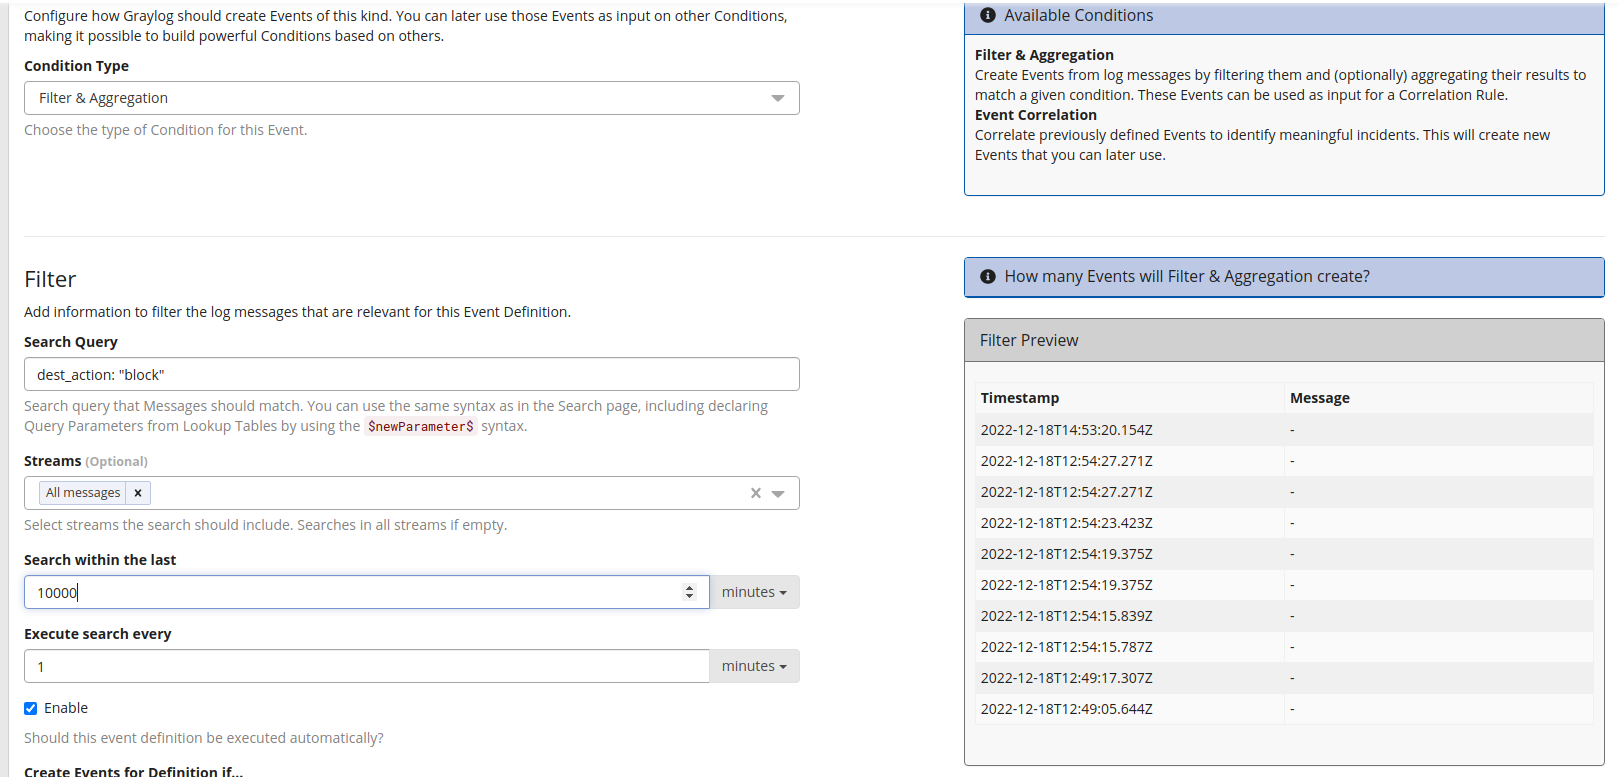 Configure how Graylog should create Events of this kind. You can later use those Events as input on other Conditions,
making it possible to build powerful Conditions based on others.
Condition Type
Filter & Aggregation
Choose the type of Condition for this Event.
Available Conditions
Filter & Aggregation
Create Events from log messages by filtering them and (optionally) aggregating their results to
match a given condition. These Events can be used as input for a Correlation Rule.
Event Correlation
Correlate previously defined Events to identify meaningful incidents. This will create new
Events that you can later use.
Filter
Add information to filter the log messages that are relevant for this Event Definition.
Search Query
dest_action: "block"
Search query that Messages should match. You can use the same syntax as in the Search page, including declaring
Query Parameters from Lookup Tables by using the $newParameter$ syntax.
Streams (Optional)
All messages
Select streams the search should include. Searches in all streams if empty.
Search within the last
10000 minutes
Execute search every
1 minutes
Enable
Should this event definition be executed automatically?
Create Events for Definition if...
How many Events will Filter & Aggregation create?
Filter Preview
Timestamp Message
2022-12-18T14:53:20.154Z -
2022-12-18T12:54:27.271Z -
2022-12-18T12:54:27.271Z -
2022-12-18T12:54:23.423Z -
2022-12-18T12:54:19.375Z -
2022-12-18T12:54:19.375Z -
2022-12-18T12:54:15.839Z -
2022-12-18T12:54:15.787Z -
2022-12-18T12:49:17.307Z -
2022-12-18T12:49:05.644Z -